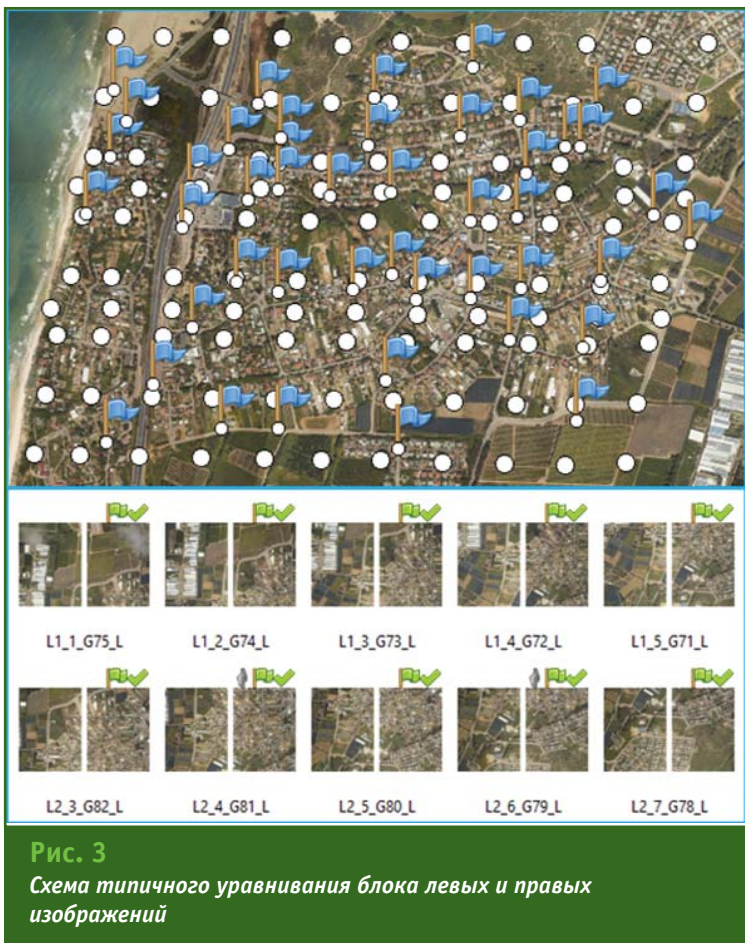 L1_1_G75_L L1_2_G74_L L1_3_G73_L L1_4_G72_L L1_5_G71_L
L2_3_G82_L L2_4_G81_L L2_5_G80_L L2_6_G79_L L2_7_G78_L
Рис. 3
Схема типичного уравнивания блока левых и правых
изображений